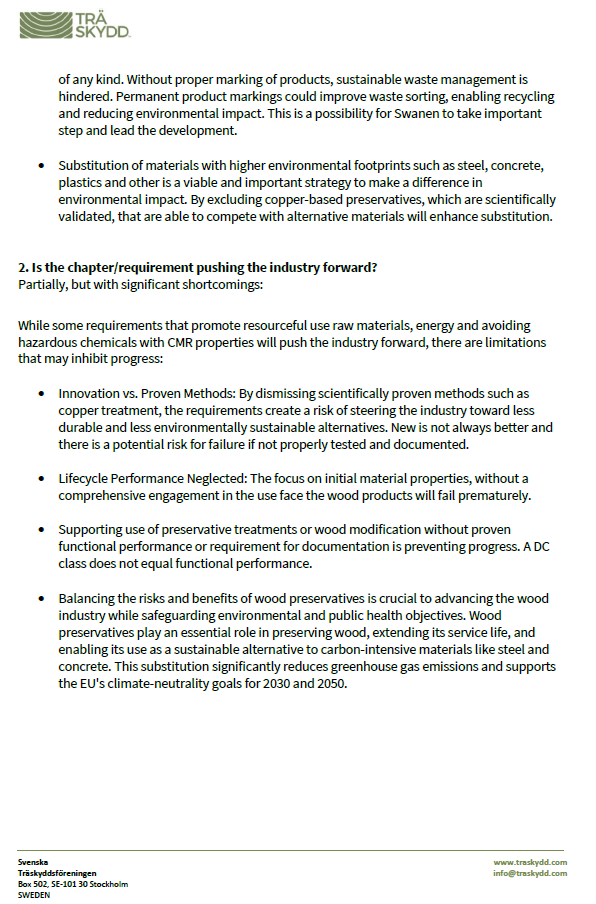 TRÄ
SKYDD.
of any kind. Without proper marking of products, sustainable waste management is
hindered. Permanent product markings could improve waste sorting, enabling recycling
and reducing environmental impact. This is a possibility for Swanen to take important
step and lead the development.
• Substitution of materials with higher environmental footprints such as steel, concrete,
plastics and other is a viable and important strategy to make a difference in
environmental impact. By excluding copper-based preservatives, which are scientifically
validated, that are able to compete with alternative materials will enhance substitution.
2. Is the chapter/requirement pushing the industry forward?
Partially, but with significant shortcomings:
While some requirements that promote resourceful use raw materials, energy and avoiding
hazardous chemicals with CMR properties will push the industry forward, there are limitations
that may inhibit progress:
• Innovation vs. Proven Methods: By dismissing scientifically proven methods such as
copper treatment, the requirements create a risk of steering the industry toward less
durable and less environmentally sustainable alternatives. New is not always better and
there is a potential risk for failure if not properly tested and documented.
• Lifecycle Performance Neglected: The focus on initial material properties, without a
comprehensive engagement in the use face the wood products will fail prematurely.
• Supporting use of preservative treatments or wood modification without proven
functional performance or requirement for documentation is preventing progress. A DC
class does not equal functional performance.
• Balancing the risks and benefits of wood preservatives is crucial to advancing the wood
industry while safeguarding environmental and public health objectives. Wood
preservatives play an essential role in preserving wood, extending its service life, and
enabling its use as a sustainable alternative to carbon-intensive materials like steel and
concrete. This substitution significantly reduces greenhouse gas emissions and supports
the EU's climate-neutrality goals for 2030 and 2050.
Svenska
Träskyddsföreningen
Box 502, SE-101 30 Stockholm
SWEDEN
www.traskydd.com
info@traskydd.com